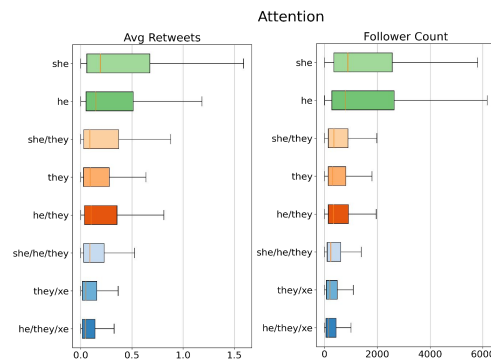 Attention
Avg Retweets
she
he
she/they
they
he/they
she/he/they
they/xe
he/they/xe
0.0 0.5 1.0 1.5
Follower Count
she
he
she/they
they
he/they
she/he/they
they/xe
he/they/xe
0 2000 4000 6000